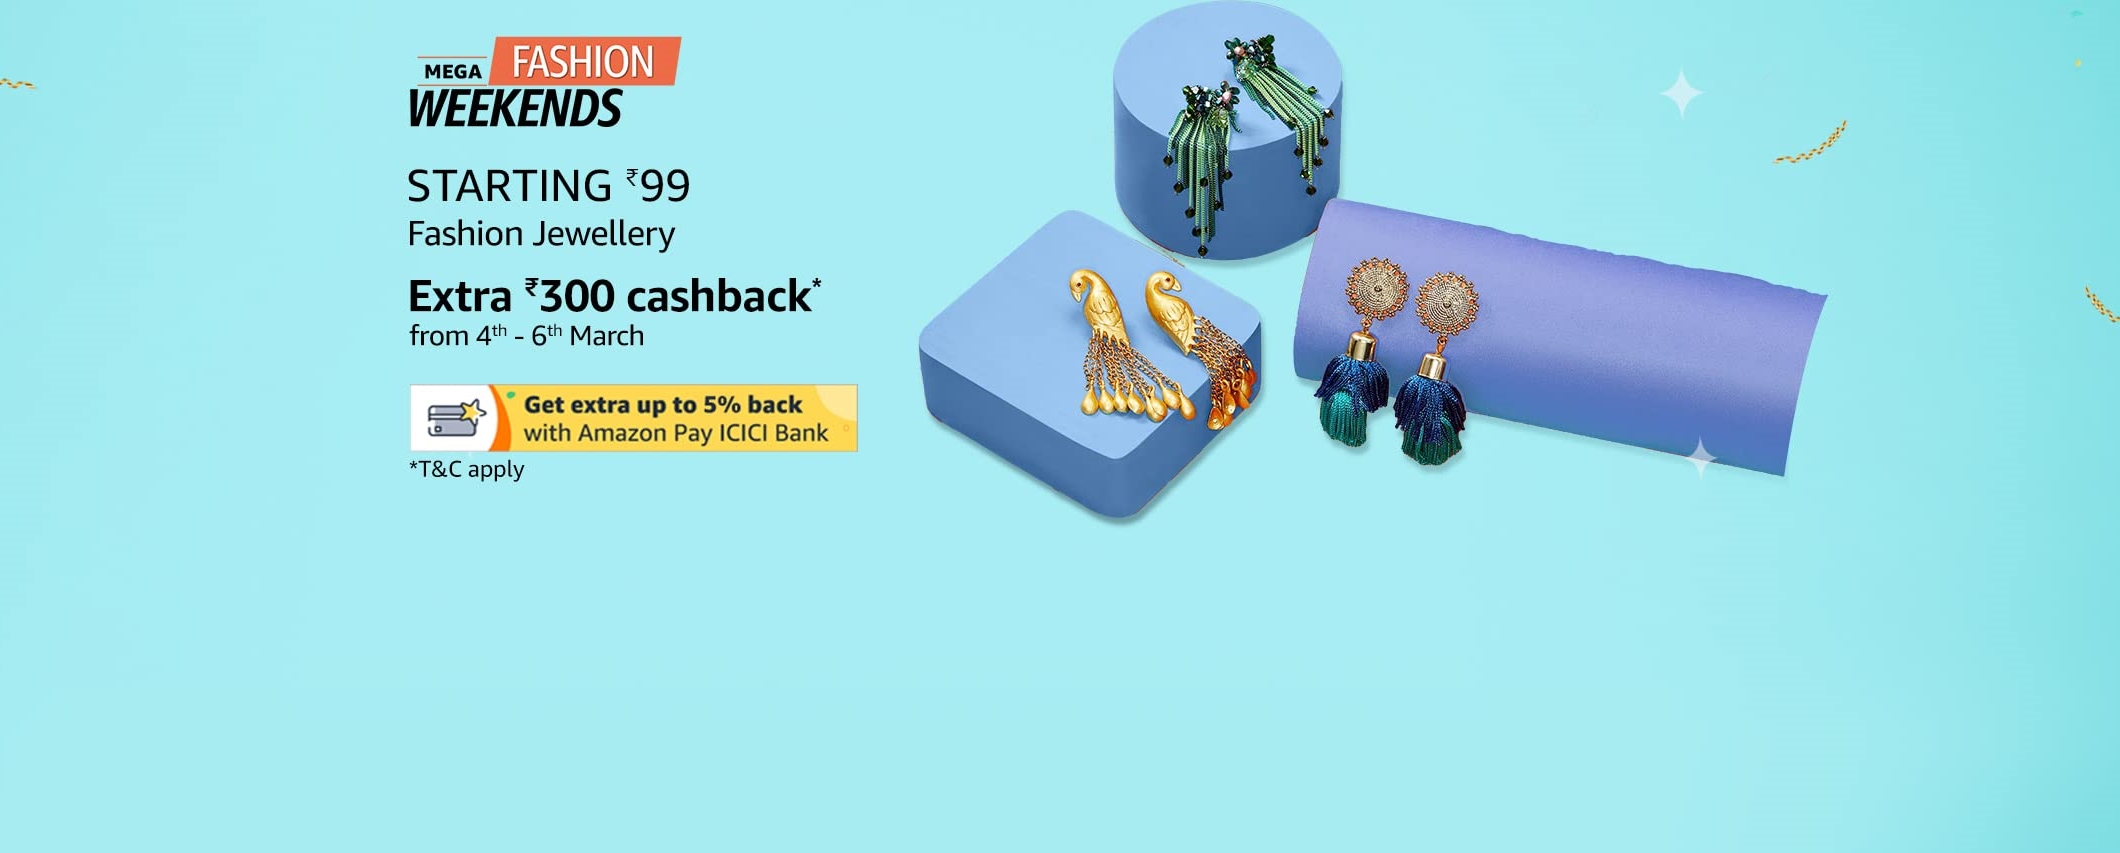 MEGA FASHION
WEEKENDS
STARTING ₹99
Fashion Jewellery
Extra ₹300 cashback*
from 4th - 6th March
Get extra up to 5% back
with Amazon Pay ICICI Bank
*T&C apply